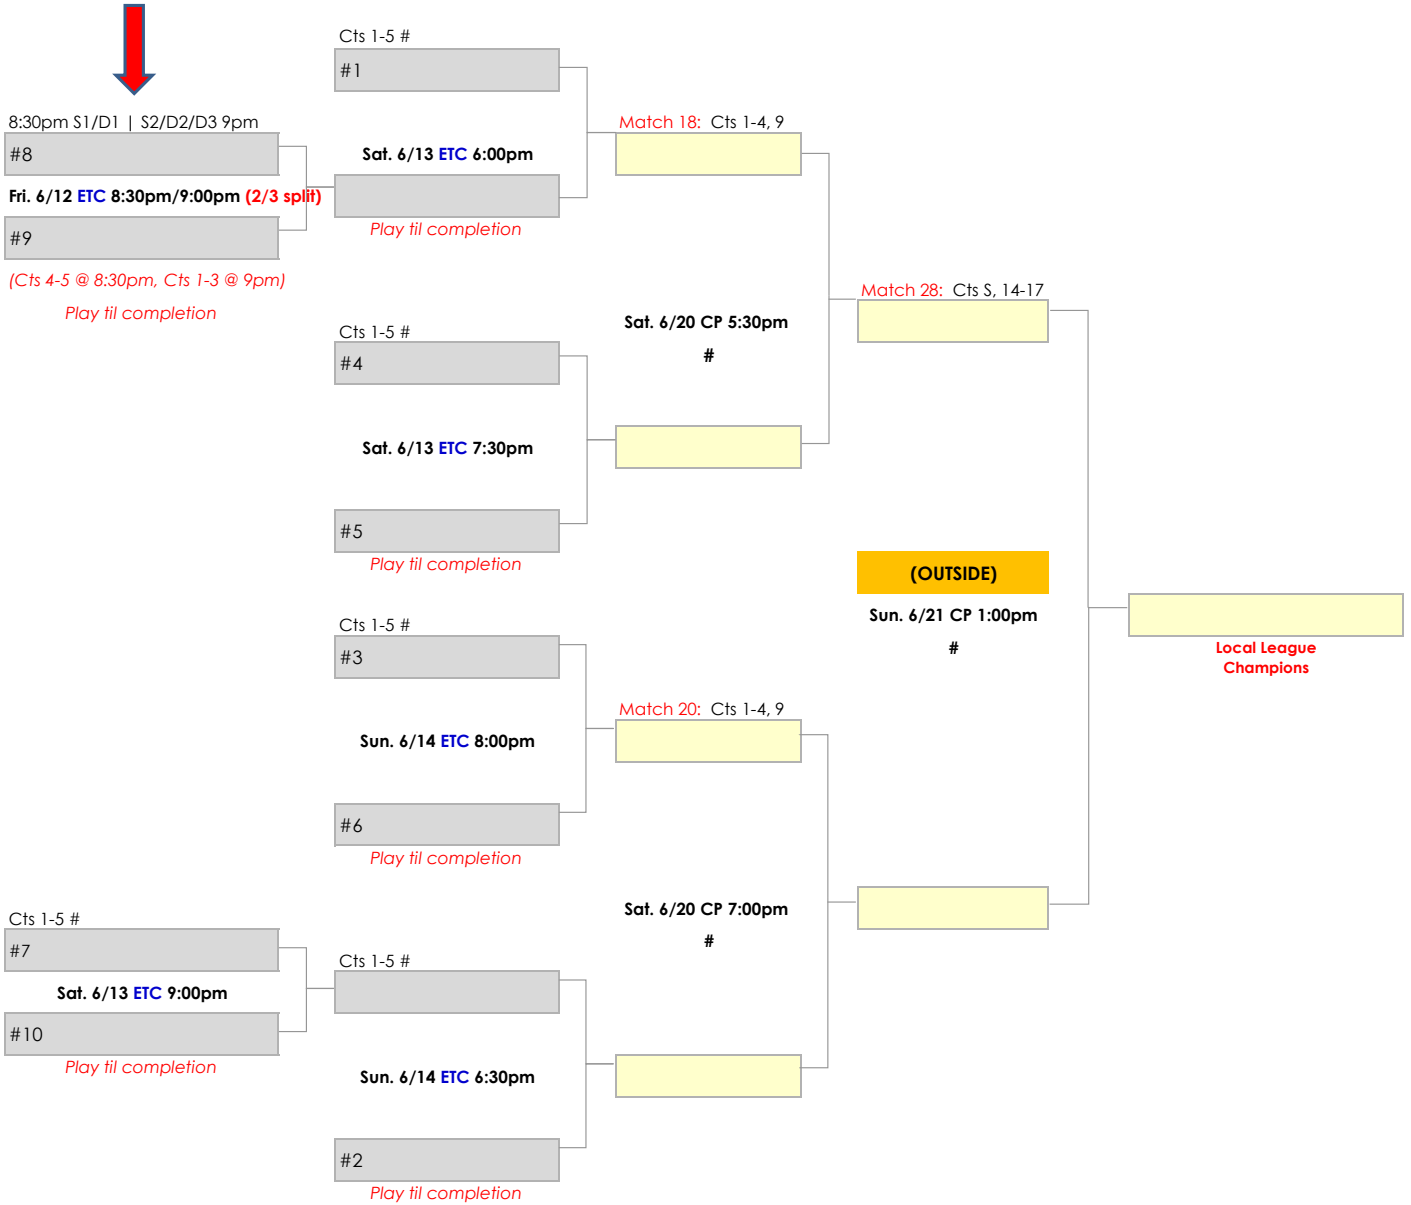 Cts 1-5 #
#1
8:30pm S1/D1 | S2/D2/D3 9pm
#8
Fri. 6/12 ETC 8:30pm/9:00pm (2/3 split)
#9
(Cts 4-5 @ 8:30pm, Cts 1-3 @ 9pm)
Play til completion
Sat. 6/13 ETC 6:00pm
Play til completion
Match 18: Cts 1-4, 9
Cts 1-5 #
#4
Sat. 6/13 ETC 7:30pm
#5
Play til completion
Sat. 6/20 CP 5:30pm
#
Match 28: Cts S, 14-17
(OUTSIDE)
Sun. 6/21 CP 1:00pm
#
Local League
Champions
Cts 1-5 #
#3
Sun. 6/14 ETC 8:00pm
#6
Play til completion
Match 20: Cts 1-4, 9
Sat. 6/20 CP 7:00pm
#
Cts 1-5 #
#7
Sat. 6/13 ETC 9:00pm
#10
Play til completion
Cts 1-5 #
Sun. 6/14 ETC 6:30pm
#2
Play til completion